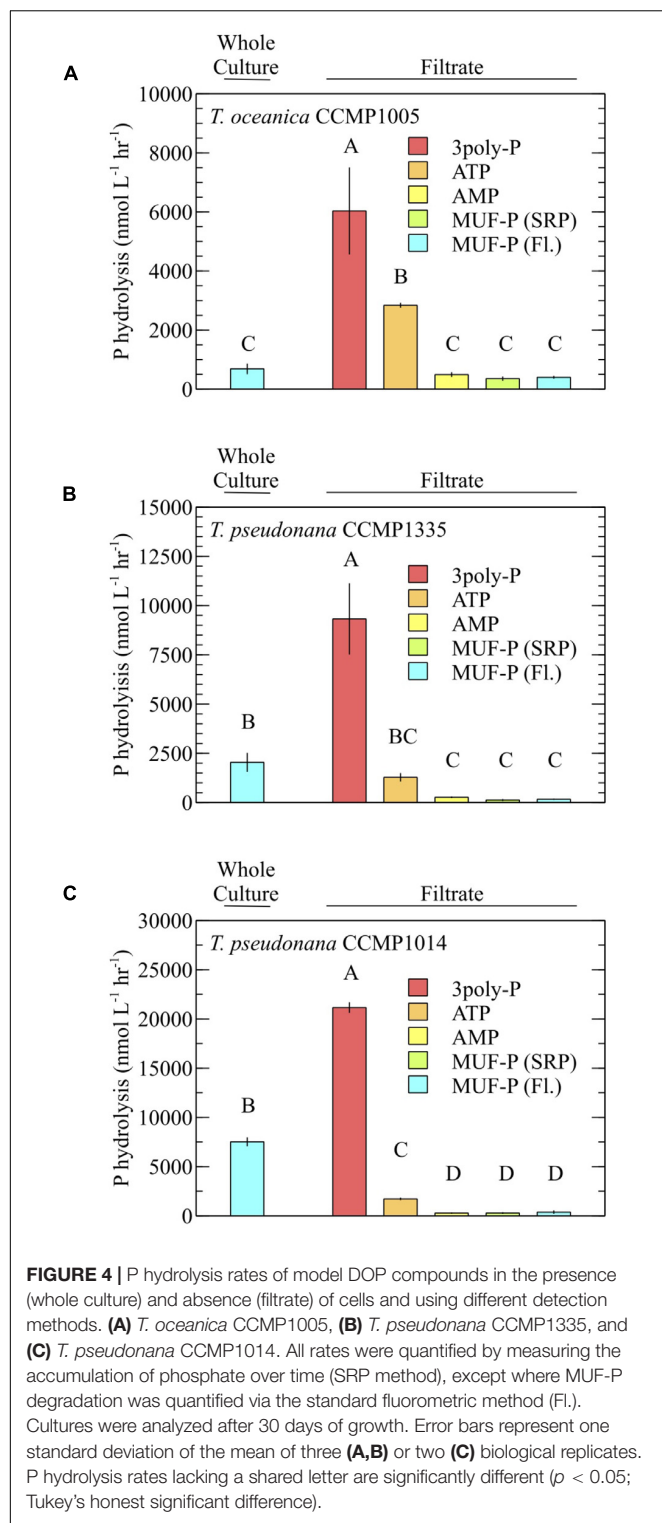 Whole
Culture
Filtrate
A
10000
8000
6000
4000
2000
0
P hydrolysis (nmol L⁻¹ hr⁻¹)
T. oceanica CCMP1005
3poly-P
ATP
AMP
MUF-P (SRP)
MUF-P (Fl.)
C
A
B
C
C
C
Whole
Culture
Filtrate
B
15000
12500
10000
7500
5000
2500
0
P hydrolyisis (nmol L⁻¹ hr⁻¹)
T. pseudonana CCMP1335
3poly-P
ATP
AMP
MUF-P (SRP)
MUF-P (Fl.)
B
A
BC
C
C
C
Whole
Culture
Filtrate
C
30000
25000
20000
15000
10000
5000
0
P hydrolysis (nmol L⁻¹ hr⁻¹)
T. pseudonana CCMP1014
3poly-P
ATP
AMP
MUF-P (SRP)
MUF-P (Fl.)
B
A
C
D
D
D
FIGURE 4 | P hydrolysis rates of model DOP compounds in the presence
(whole culture) and absence (filtrate) of cells and using different detection
methods. (A) T. oceanica CCMP1005, (B) T. pseudonana CCMP1335, and
(C) T. pseudonana CCMP1014. All rates were quantified by measuring the
accumulation of phosphate over time (SRP method), except where MUF-P
degradation was quantified via the standard fluorometric method (Fl.).
Cultures were analyzed after 30 days of growth. Error bars represent one
standard deviation of the mean of three (A,B) or two (C) biological replicates.
P hydrolysis rates lacking a shared letter are significantly different (p < 0.05;
Tukey's honest significant difference).